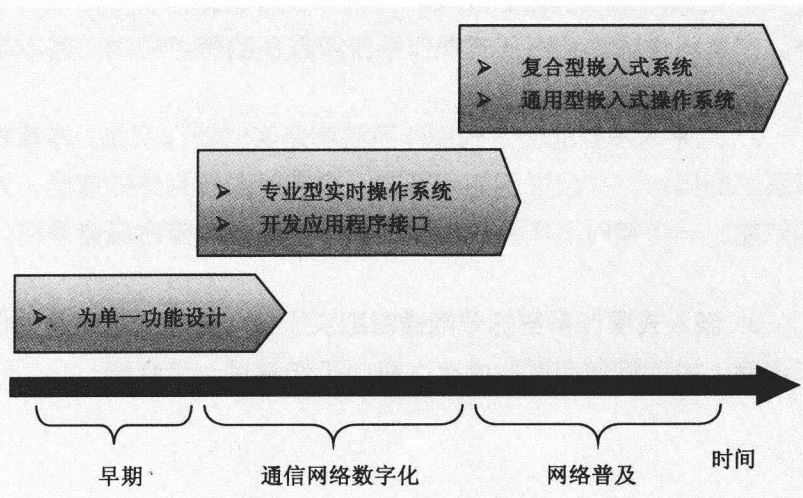 复合型嵌入式系统
通用型嵌入式操作系统
专业型实时操作系统
开发应用程序接口
为单一功能设计
早期
通信网络数字化
网络普及
时间